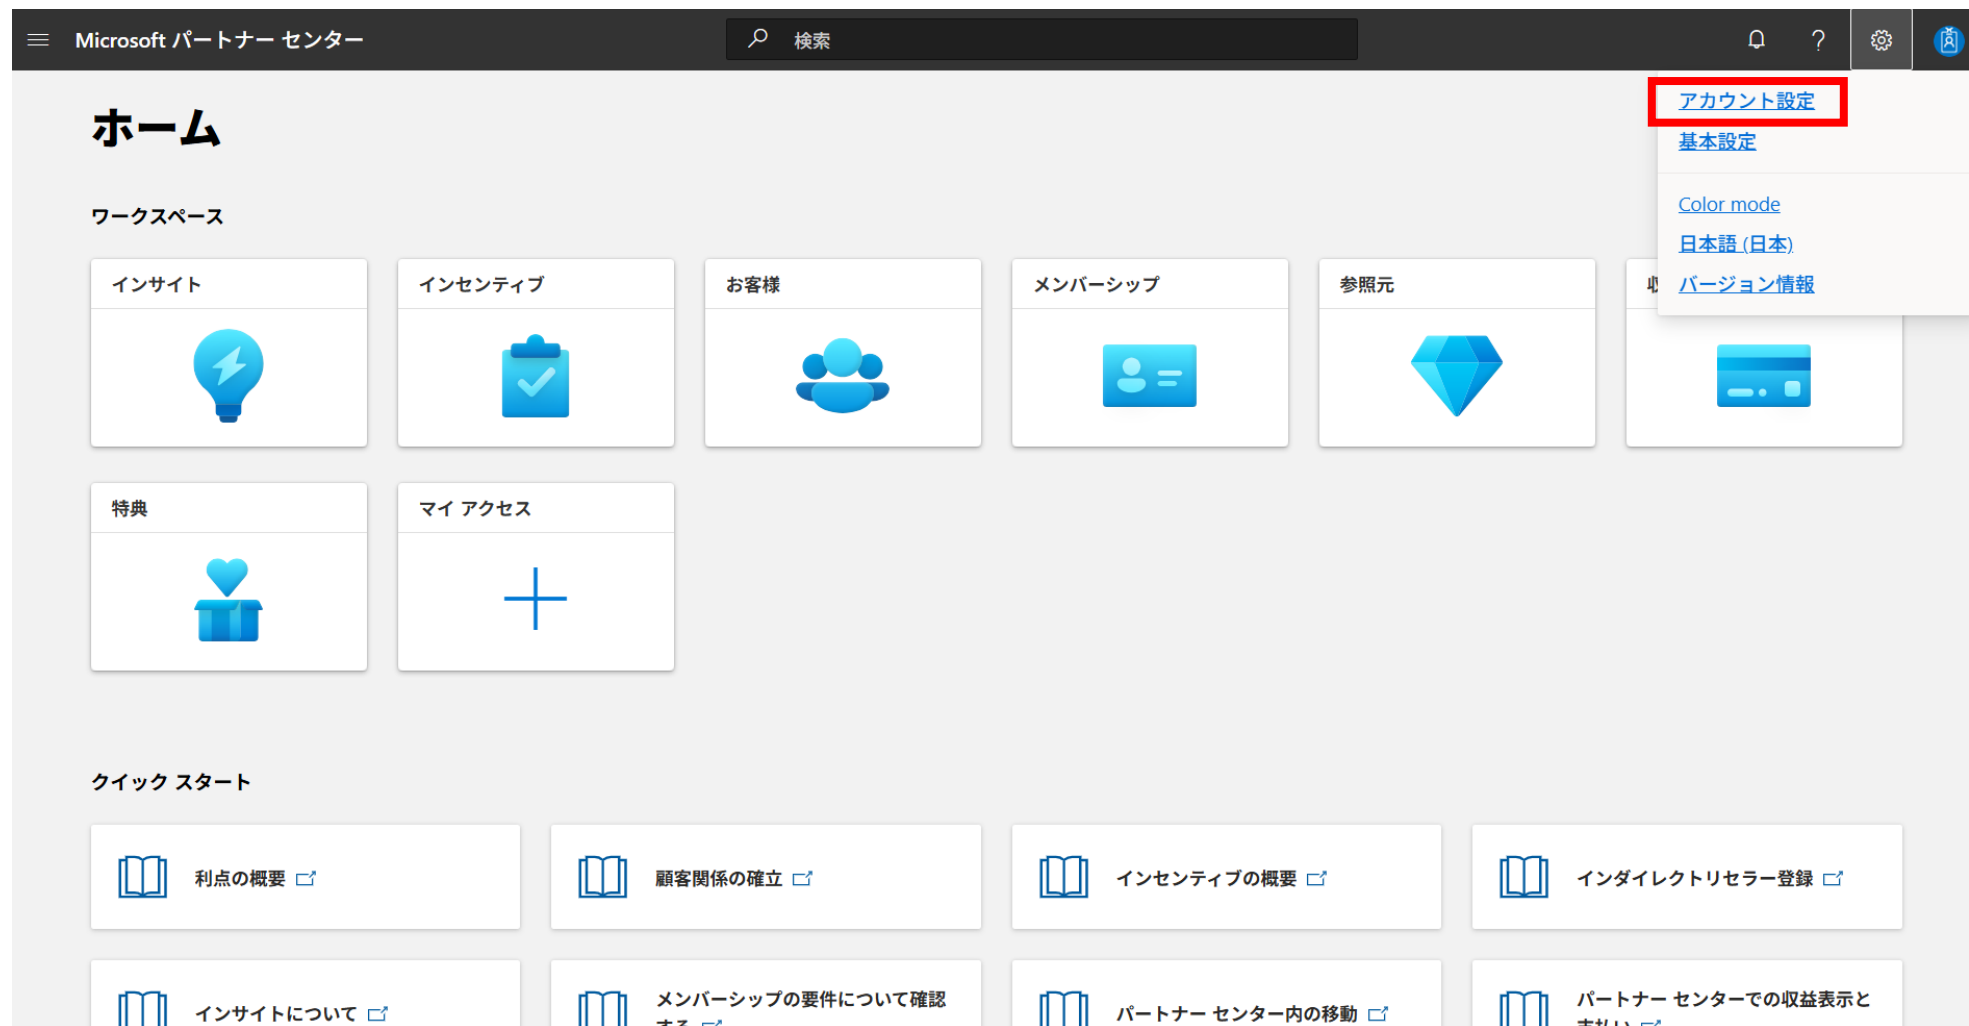 Microsoft パートナー センター
検索
アカウント設定
基本設定
Color mode
日本語 (日本)
バージョン情報
ホーム
ワークスペース
インサイト
インセンティブ
お客様
メンバーシップ
参照元
特典
マイ アクセス
クイック スタート
利点の概要
顧客関係の確立
インセンティブの概要
インダイレクトリセラー登録
インサイトについて
メンバーシップの要件について確認
する
パートナー センター内の移動
パートナー センターでの収益表示と
支払い